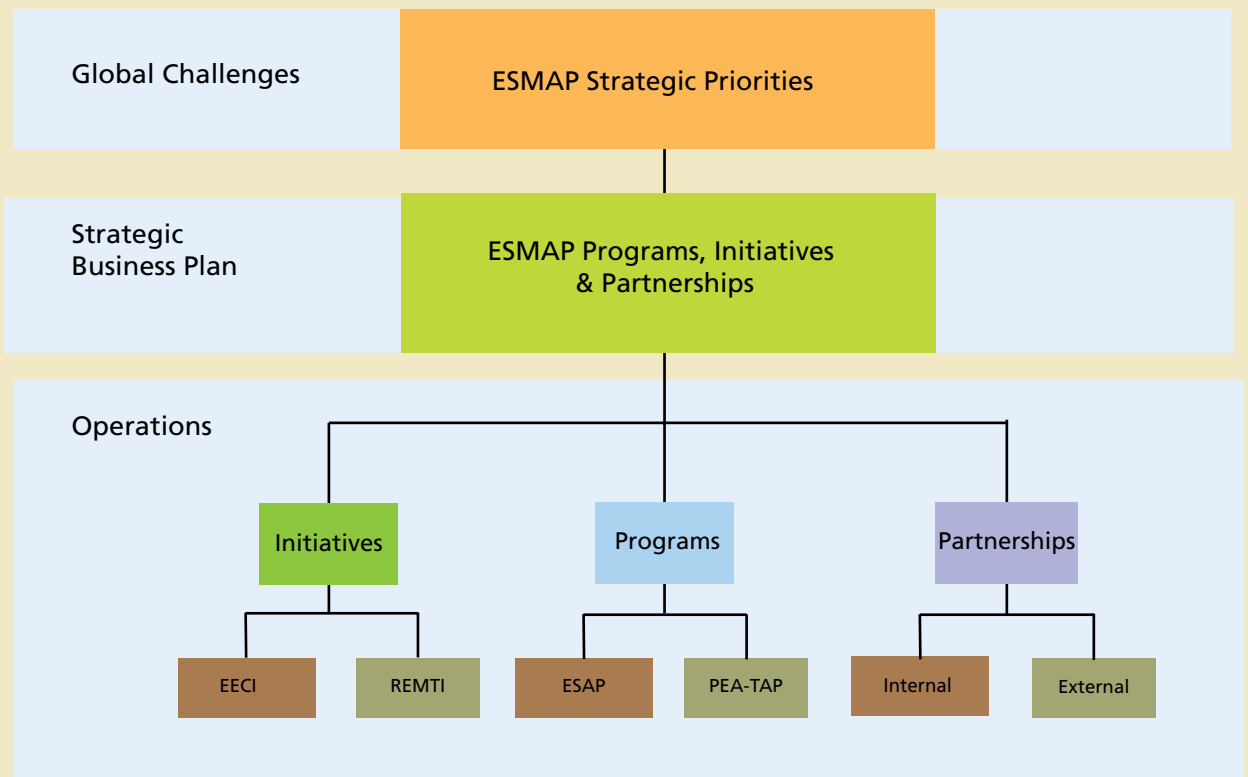 Global Challenges
ESMAP Strategic Priorities
Strategic
Business Plan
ESMAP Programs, Initiatives
& Partnerships
Operations
Initiatives
Programs
Partnerships
EECI
REMTI
ESAP
PEA-TAP
Internal
External